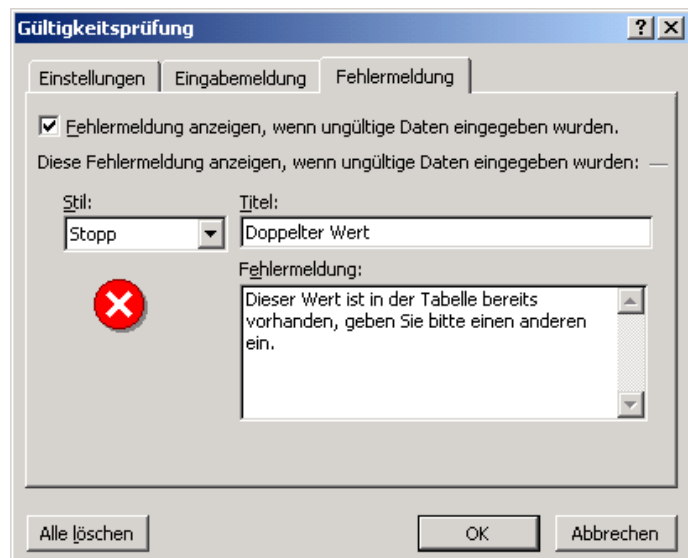 Gültigkeitsprüfung
Einstellungen Eingabemeldung Fehlermeldung
Fehlermeldung anzeigen, wenn ungültige Daten eingegeben wurden.
Diese Fehlermeldung anzeigen, wenn ungültige Daten eingegeben wurden:
Stil: Titel:
Stopp Doppelter Wert
Fehlermeldung:
Dieser Wert ist in der Tabelle bereits
vorhanden, geben Sie bitte einen anderen
ein.
Alle löschen OK Abbrechen